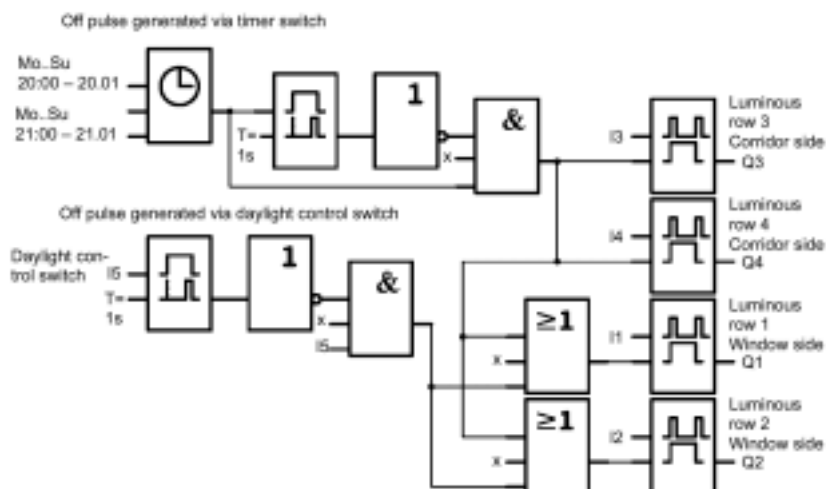 Off pulse generated via timer switch
Mo..Su
20:00 – 20.01
Mo..Su
21:00 – 21.01
T=
1s
1
x
&
I3
Luminous
row 3
Corridor side
Q3
Off pulse generated via daylight control switch
I4
Luminous
row 4
Corridor side
Q4
Daylight con-
trol switch
I5
T=
1s
1
x
I5
&
≥1
x
I1
Luminous
row 1
Window side
Q1
≥1
x
I2
Luminous
row 2
Window side
Q2